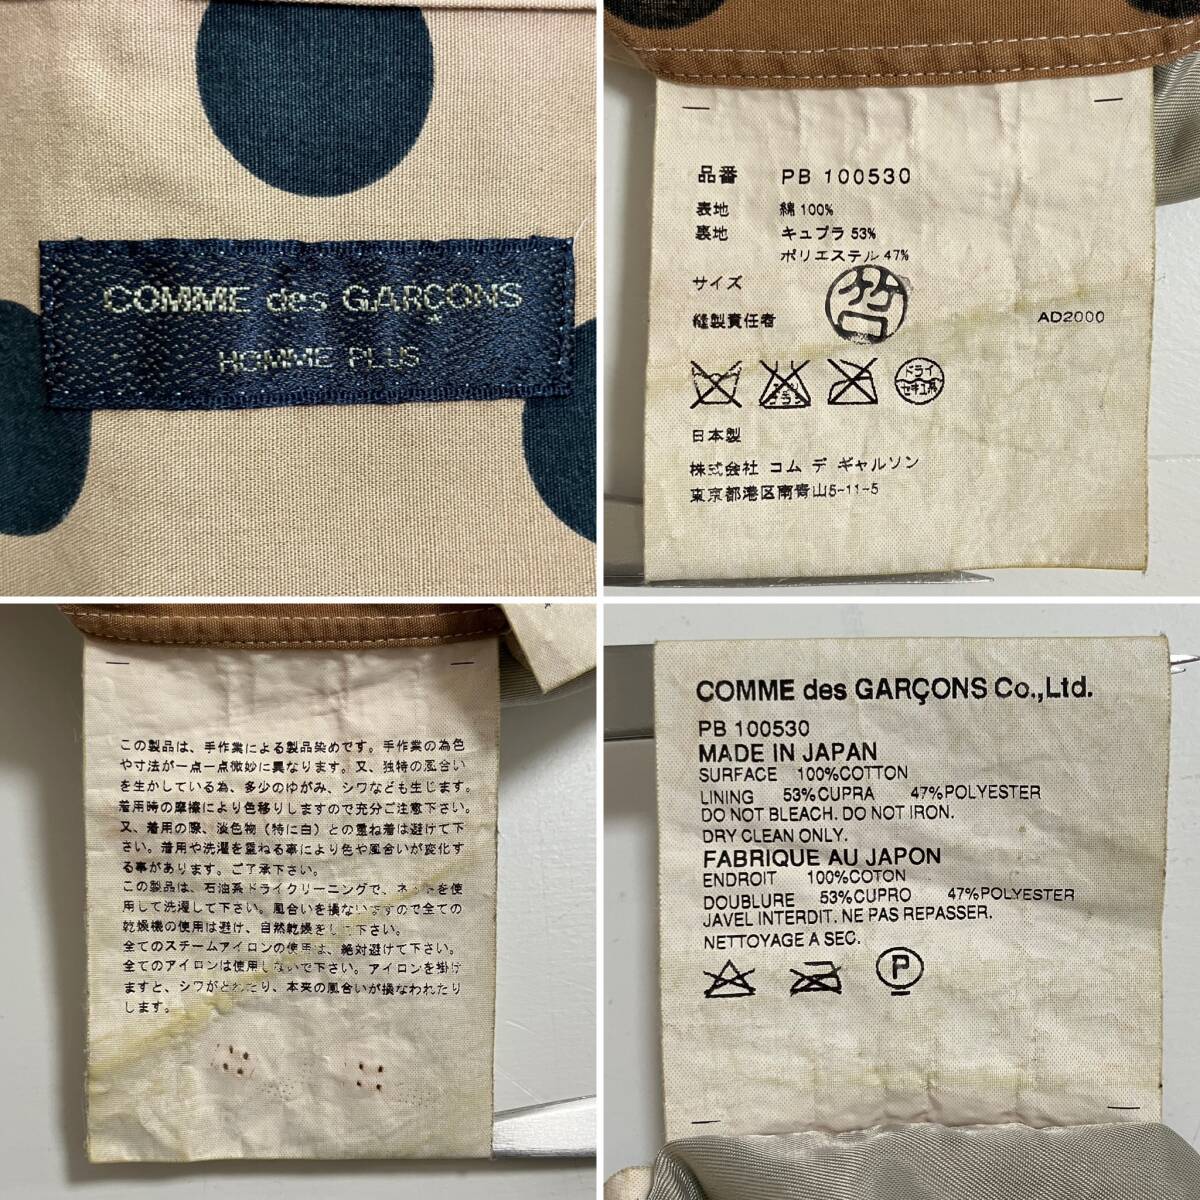 COMME des GARÇONS
HOMME PLUS
品番 PB 100530
表地 綿 100%
裏地 キュプラ 53%
ポリエステル 47%
サイズ
縫製責任者
AD2000
ドライ
セキユ系
日本製
株式会社 コム デ ギャルソン
東京都港区南青山5-11-5
この製品は、手作業による製品染めです。手作業の為色
や寸法が一点一点微妙に異なります。又、独特の風合い
を生かしている為、多少のゆがみ、シワなども生じます。
着用時の摩擦により色移りしますので充分ご注意下さい。
又、着用の際、淡色物（特に白）との重ね着は避けて下
さい。着用や洗濯を重ねる事により色や風合いが変化す
る事があります。ご了承下さい。
この製品は、石油系ドライクリーニングで、ネットを使
用して洗濯して下さい。風合いを損ないますので全ての
乾燥機の使用は避け、自然乾燥をして下さい。
全てのスチームアイロンの使用は、絶対避けて下さい。
全てのアイロンは使用しないで下さい。アイロンを掛け
ますと、シワがとれたり、本来の風合いが損なわれたり
します。
COMME des GARÇONS Co.,Ltd.
PB 100530
MADE IN JAPAN
SURFACE 100%COTTON
LINING 53%CUPRA 47%POLYESTER
DO NOT BLEACH. DO NOT IRON.
DRY CLEAN ONLY.
FABRIQUE AU JAPON
ENDROIT 100%COTON
DOUBLURE 53%CUPRO 47%POLYESTER
JAVEL INTERDIT. NE PAS REPASSER.
NETTOYAGE A SEC.
P